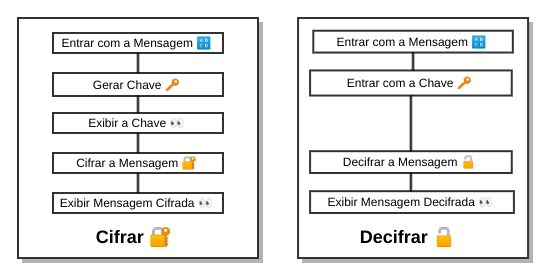 Entrar com a Mensagem 🔠
Gerar Chave 🔑
Exibir a Chave 👀
Cifrar a Mensagem 🔐
Exibir Mensagem Cifrada 👀
Cifrar 🔐
Entrar com a Mensagem 🔠
Entrar com a Chave 🔑
Decifrar a Mensagem 🔓
Exibir Mensagem Decifrada 👀
Decifrar 🔓